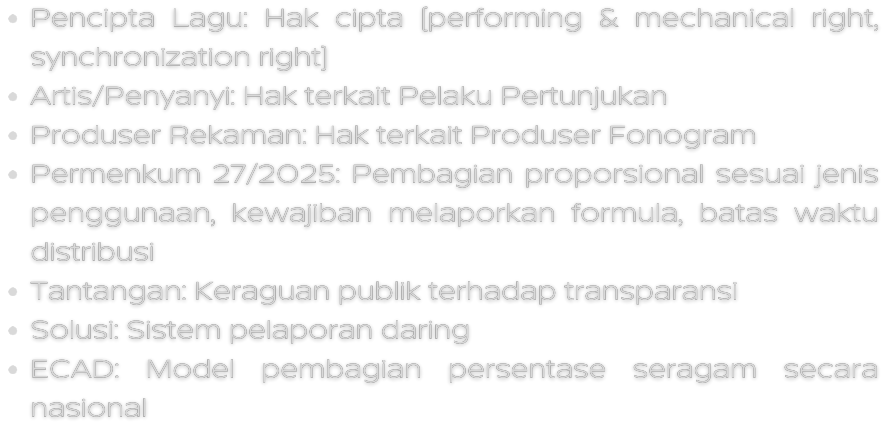 • Pencipta Lagu: Hak cipta (performing & mechanical right,
synchronization right)
• Artis/Penyanyi: Hak terkait Pelaku Pertunjukan
• Produser Rekaman: Hak terkait Produser Fonogram
• Permenkum 27/2025: Pembagian proporsional sesuai jenis
penggunaan, kewajiban melaporkan formula, batas waktu
distribusi
• Tantangan: Keraguan publik terhadap transparansi
• Solusi: Sistem pelaporan daring
• ECAD: Model pembagian persentase seragam secara
nasional